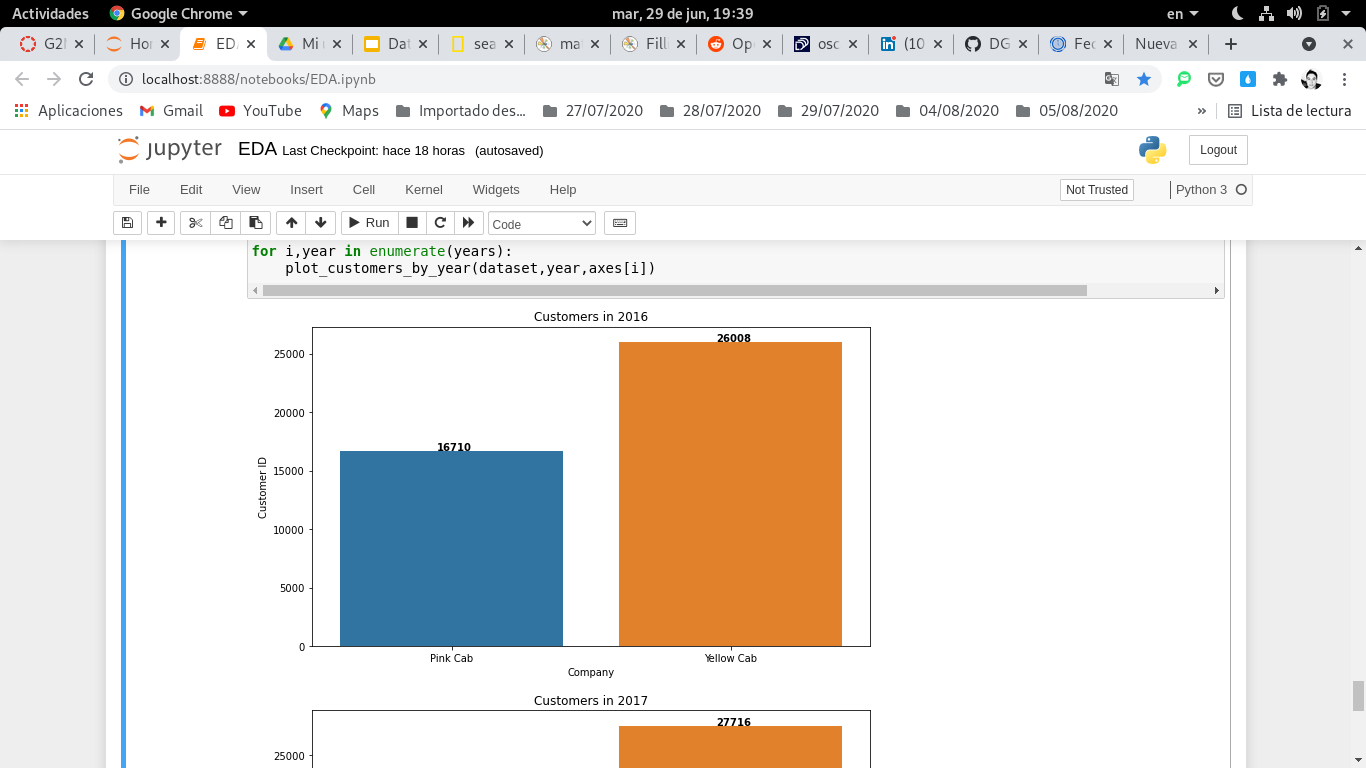 Actividades Google Chrome mar, 29 de jun, 19:39 en
G2I Ho EDA Mi Dat sea ma Fill Op osc (10 DG Fec Nueva
localhost:8888/notebooks/EDA.ipynb
Aplicaciones Gmail YouTube Maps Importado des... 27/07/2020 28/07/2020 29/07/2020 04/08/2020 05/08/2020 » Lista de lectura
jupyter EDA Last Checkpoint: hace 18 horas (autosaved) Logout
File Edit View Insert Cell Kernel Widgets Help Not Trusted Python 3
Run Code
for i,year in enumerate(years):
plot_customers_by_year(dataset,year,axes[i])
Customers in 2016
26008
25000
20000
16710
15000
Customer ID
10000
5000
0
Pink Cab Yellow Cab
Company
Customers in 2017
27716
25000